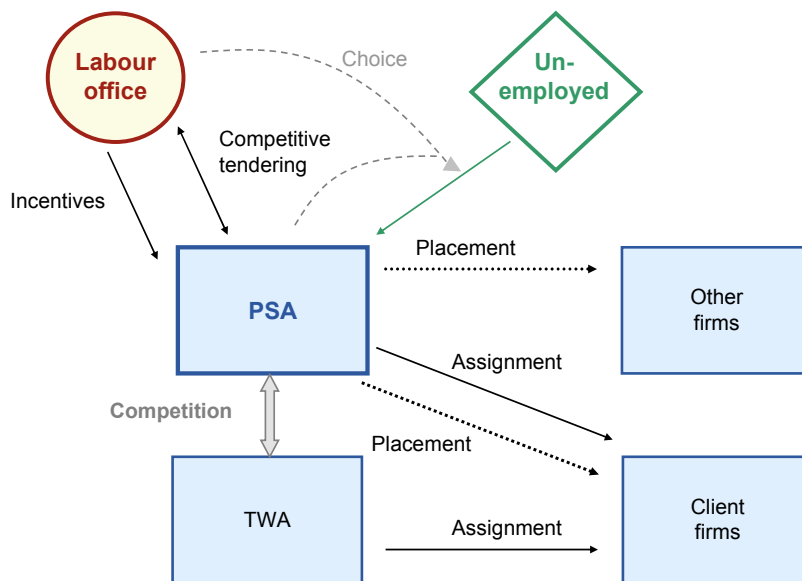 Labour
office
Choice
Un-
employed
Competitive
tendering
Incentives
Placement
PSA
Other
firms
Assignment
Competition
Placement
TWA
Assignment
Client
firms